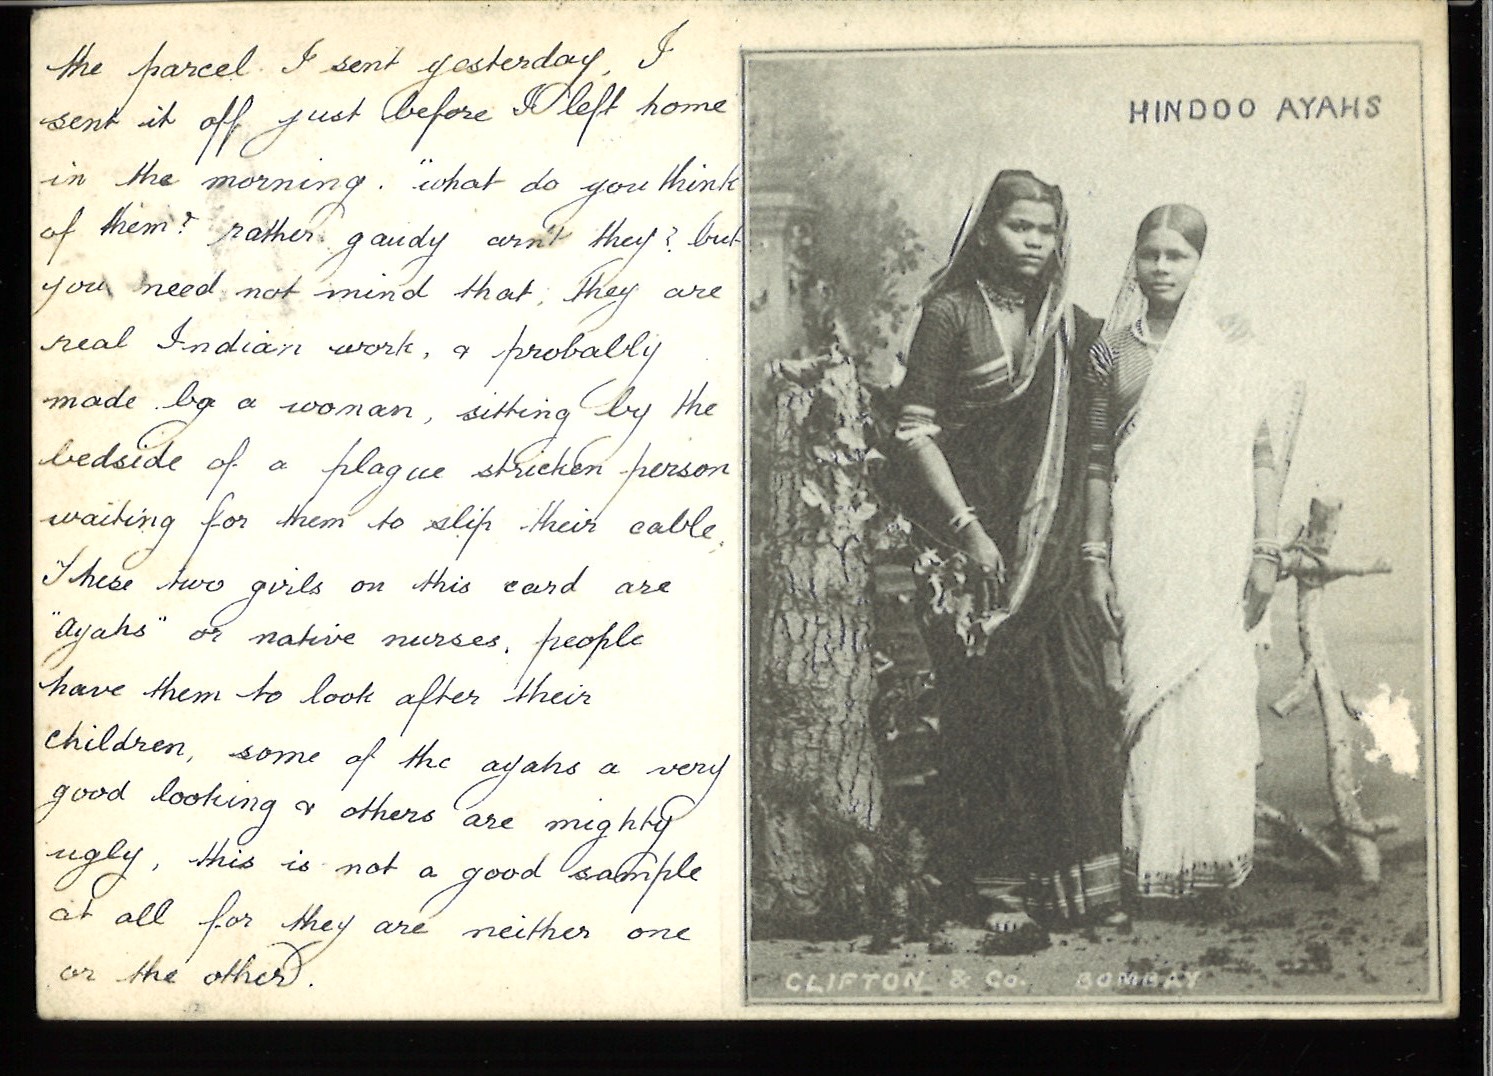 the parcel I sent yesterday, I
sent it off just before I left home
in the morning. "what do you think
of them? rather gaudy arn't they? but
you need not mind that, they are
real Indian work, & probably
made by a woman, sitting by the
bedside of a plague stricken person
waiting for them to slip their cable.
These two girls on this card are
"Ayahs" or native nurses, people
have them to look after their
children, some of the ayahs a very
good looking & others are mighty
ugly, this is not a good sample
at all for they are neither one
or the other.
HINDOO AYAHS
CLIFTON & Co. BOMBAY